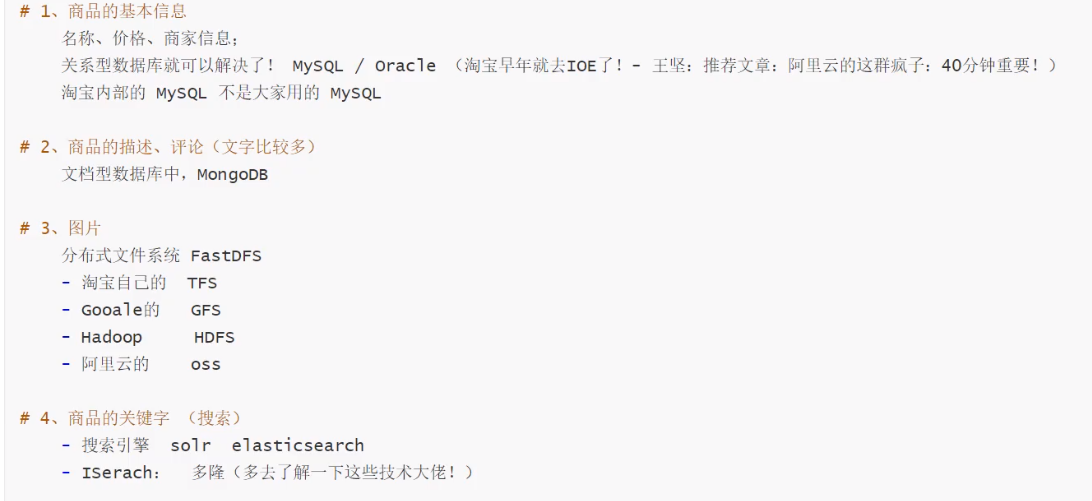 # 1、商品的基本信息
名称、价格、商家信息;
关系型数据库就可以解决了! MySQL / Oracle (淘宝早年就去IOE了!- 王坚:推荐文章:阿里云的这群疯子:40分钟重要!)
淘宝内部的 MySQL 不是大家用的 MySQL
# 2、商品的描述、评论(文字比较多)
文档型数据库中,MongoDB
# 3、图片
分布式文件系统 FastDFS
- 淘宝自己的 TFS
- Gooale的 GFS
- Hadoop HDFS
- 阿里云的 oss
# 4、商品的关键字 (搜索)
- 搜索引擎 solr elasticsearch
- ISerach: 多隆(多去了解一下这些技术大佬!)